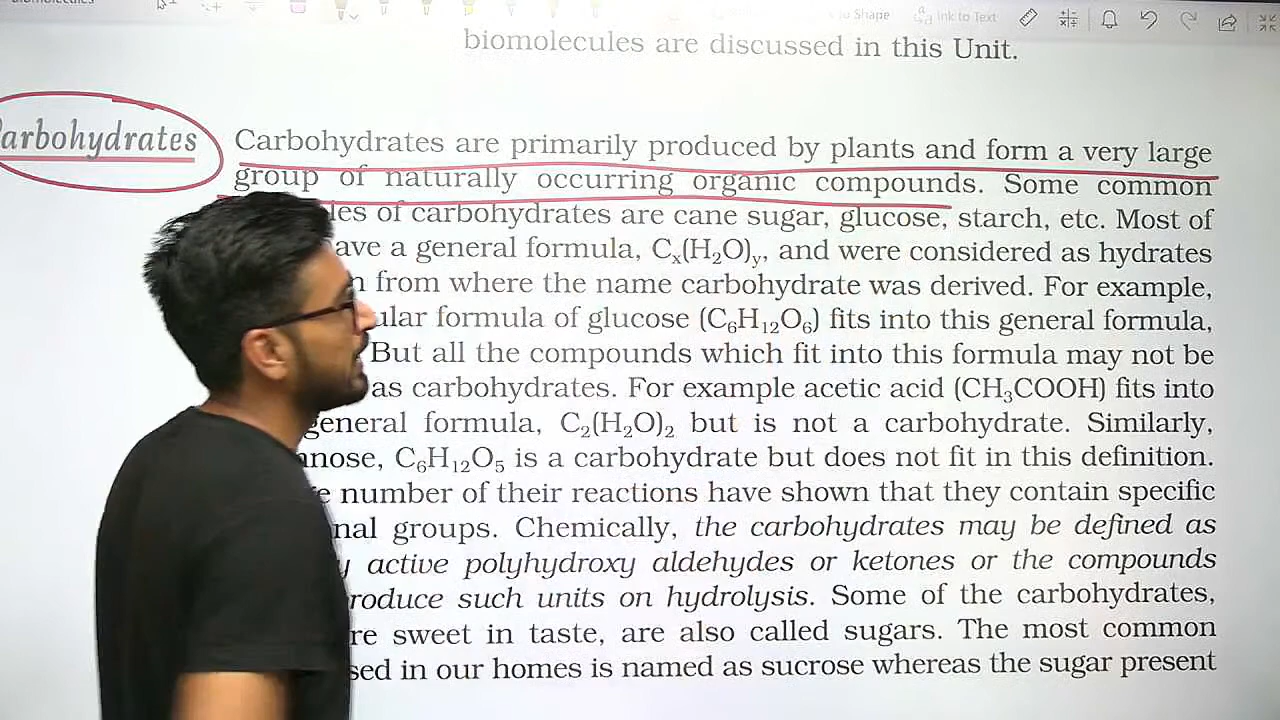 to Shape
Ink to Text
biomolecules are discussed in this Unit.
arbohydrates
Carbohydrates are primarily produced by plants and form a very large
group of naturally occurring organic compounds. Some common
les of carbohydrates are cane sugar, glucose, starch, etc. Most of
ave a general formula, Cₓ(H₂O)ᵧ, and were considered as hydrates
from where the name carbohydrate was derived. For example,
ular formula of glucose (C₆H₁₂O₆) fits into this general formula,
But all the compounds which fit into this formula may not be
as carbohydrates. For example acetic acid (CH₃COOH) fits into
general formula, C₂(H₂O)₂ but is not a carbohydrate. Similarly,
nose, C₆H₁₂O₅ is a carbohydrate but does not fit in this definition.
e number of their reactions have shown that they contain specific
nal groups. Chemically, the carbohydrates may be defined as
y active polyhydroxy aldehydes or ketones or the compounds
roduce such units on hydrolysis. Some of the carbohydrates,
re sweet in taste, are also called sugars. The most common
sed in our homes is named as sucrose whereas the sugar present